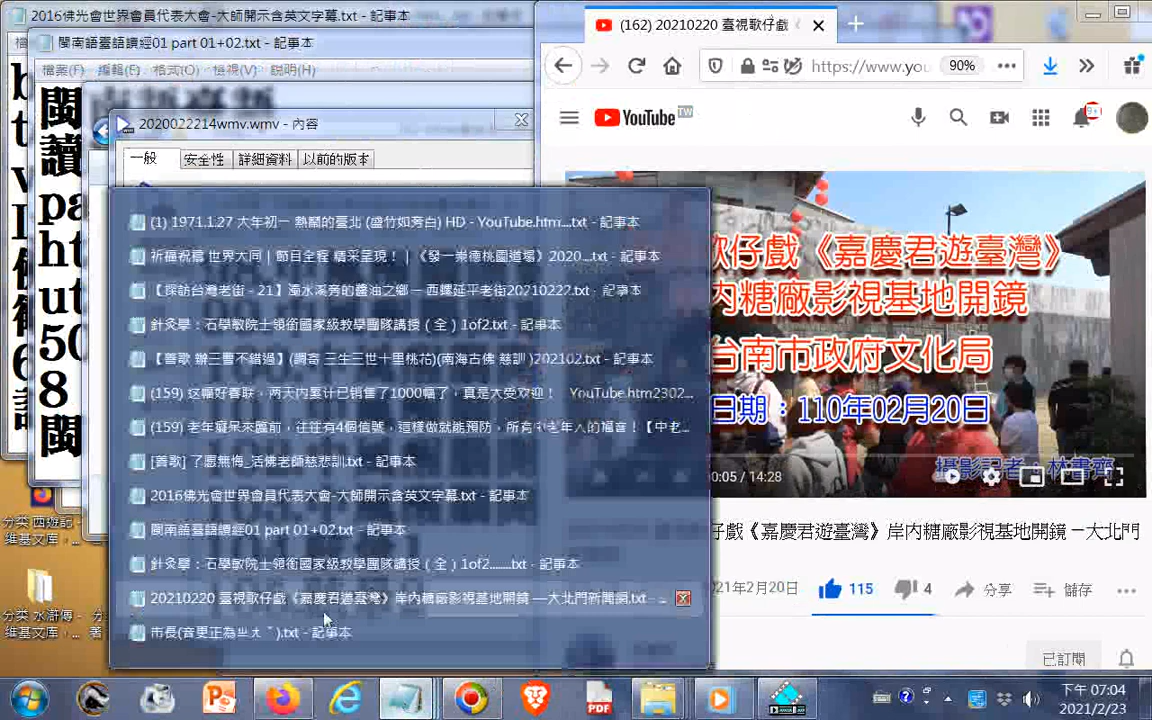 2016佛光會世界會員代表大會-大師開示含英文字幕.txt - 記事本
閩南語臺語讀經01 part 01+02.txt - 記事本
檔案(F) 編輯(E) 格式(O) 檢視(V) 說明(H)
閩
讀
pa
ht
ut
50
8
閩
2020022214wmv.wmv - 內容
一般 安全性 詳細資料 以前的版本
(1) 1971.1.27 大年初一 熱鬧的臺北 (盛竹如旁白) HD - YouTube.htm....txt - 記事本
祈福祝禱 世界大同 | 節目全程 精采呈現! | 《發一崇德桃園道場》2020....txt - 記事本
【探訪台灣老街 - 21】濁水溪旁的醬油之鄉 — 西螺延平老街20210222.txt - 記事本
針灸學：石學敏院士領銜國家級教學團隊講授（全）1of2.txt - 記事本
【善歌 辦三曹不錯過】(調寄 三生三世十里桃花)(南海古佛 慈訓 )202102.txt - 記事本
(159) 这幅好春联，两天内累计已销售了1000幅了，真是大受欢迎！ YouTube.htm2302...
(159) 老年癡呆來臨前，往往有4個信號，這樣做就能預防，所有中老年人的福音！【中老...
[善歌] 了愿無悔_活佛老師慈悲訓.txt - 記事本
2016佛光會世界會員代表大會-大師開示含英文字幕.txt - 記事本
閩南語臺語讀經01 part 01+02.txt - 記事本
針灸學：石學敏院士領銜國家級教學團隊講授（全）1of2.......txt - 記事本
20210220 臺視歌仔戲《嘉慶君遊臺灣》岸內糖廠影視基地開鏡 —大北門新聞網.txt - ...
市長(音更正為ㄓㄤˇ).txt - 記事本
(162) 20210220 臺視歌仔戲《
https://www.you
90%
YouTube TW
9+
歌仔戲《嘉慶君遊臺灣》
內糖廠影視基地開鏡
台南市政府文化局
日期：110年02月20日
攝影記者：林書齊
0:05 / 14:28
仔戲《嘉慶君遊臺灣》岸內糖廠影視基地開鏡 －大北門
21年2月20日 115 4 分享 儲存
已訂閱
分类 西遊記 -
维基文库，...
分类 水滸傳 -
维基文库，...
PDF
下午 07:04
2021/2/23